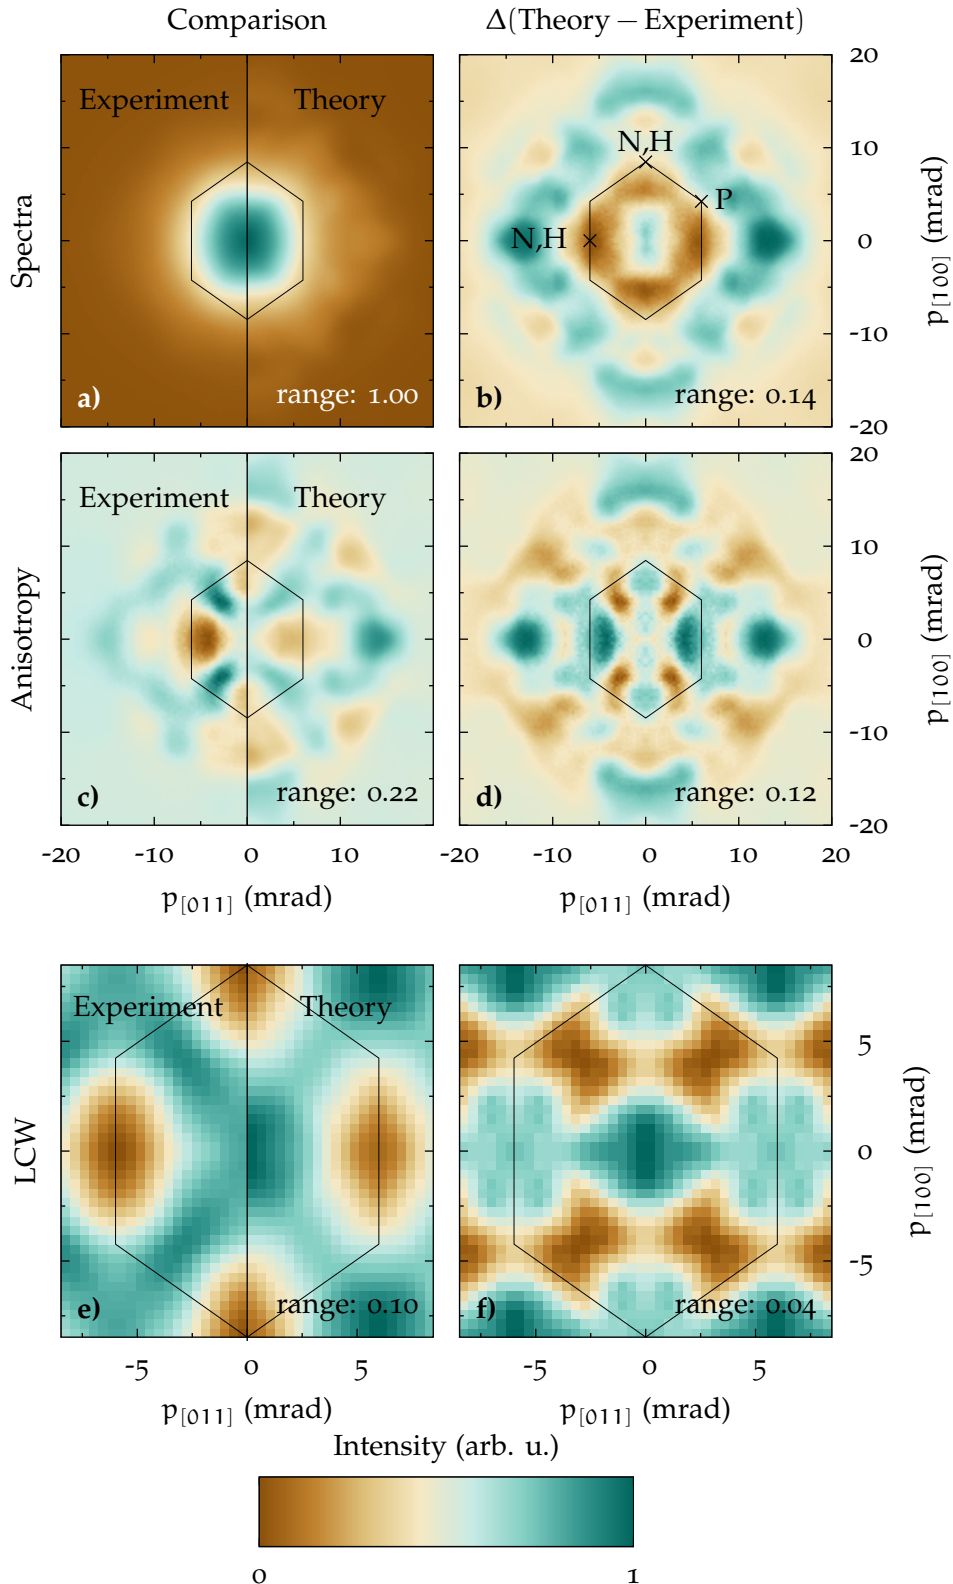 Comparison
Δ(Theory − Experiment)
Spectra
Experiment
Theory
a)
range: 1.00
N,H
P
N,H
b)
range: 0.14
20
10
0
-10
-20
p[100] (mrad)
Anisotropy
Experiment
Theory
c)
range: 0.22
d)
range: 0.12
20
10
0
-10
-20
p[100] (mrad)
-20 -10 0 10
-20 -10 0 10 20
p[011] (mrad)
p[011] (mrad)
LCW
Experiment
Theory
e)
range: 0.10
f)
range: 0.04
5
0
-5
p[100] (mrad)
-5 0 5
-5 0 5
p[011] (mrad)
p[011] (mrad)
Intensity (arb. u.)
0 1